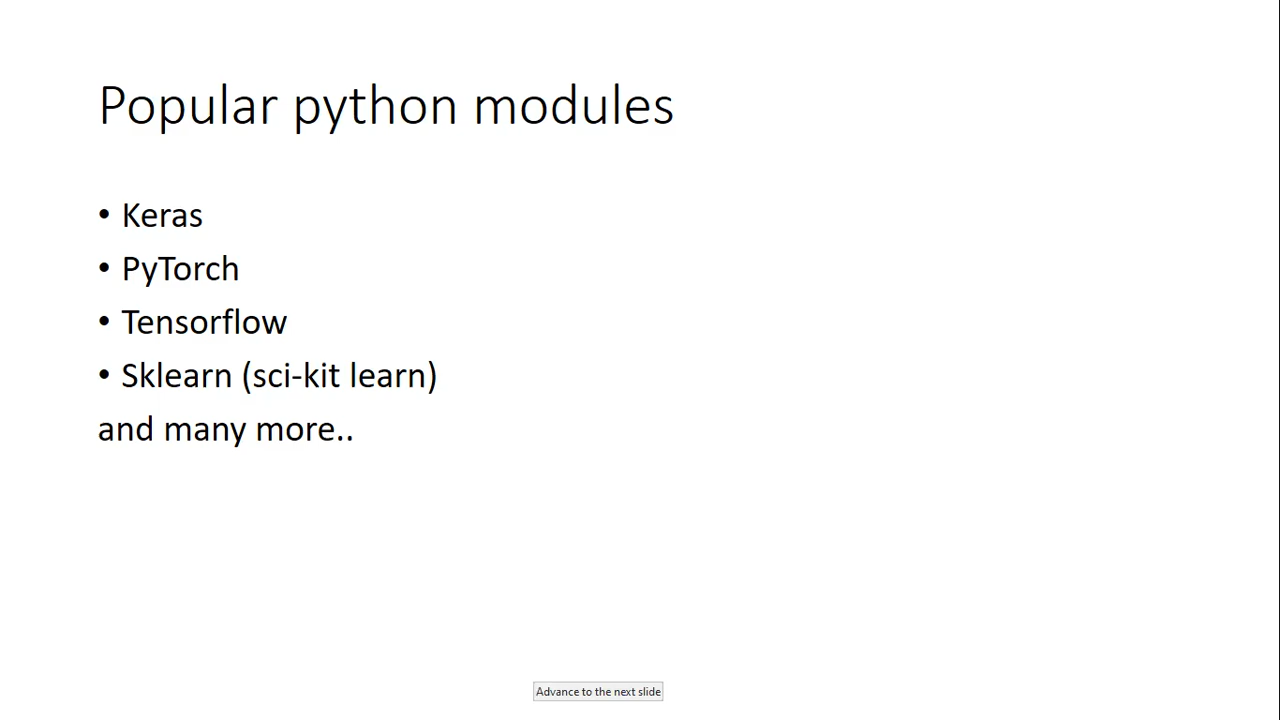 Popular python modules
• Keras
• PyTorch
• Tensorflow
• Sklearn (sci-kit learn)
and many more..
Advance to the next slide